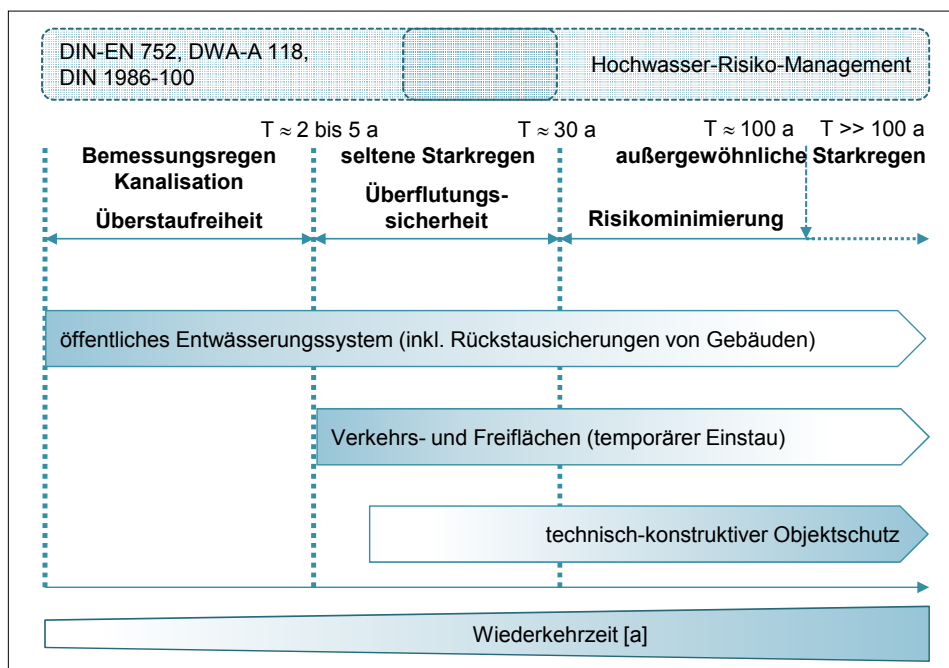 DIN-EN 752, DWA-A 118,
DIN 1986-100
Hochwasser-Risiko-Management
T ≈ 2 bis 5 a
T ≈ 30 a
T ≈ 100 a
T >> 100 a
Bemessungsregen
Kanalisation
Überstaufreiheit
seltene Starkregen
Überflutungs-
sicherheit
außergewöhnliche Starkregen
Risikominimierung
öffentliches Entwässerungssystem (inkl. Rückstausicherungen von Gebäuden)
Verkehrs- und Freiflächen (temporärer Einstau)
technisch-konstruktiver Objektschutz
Wiederkehrzeit [a]